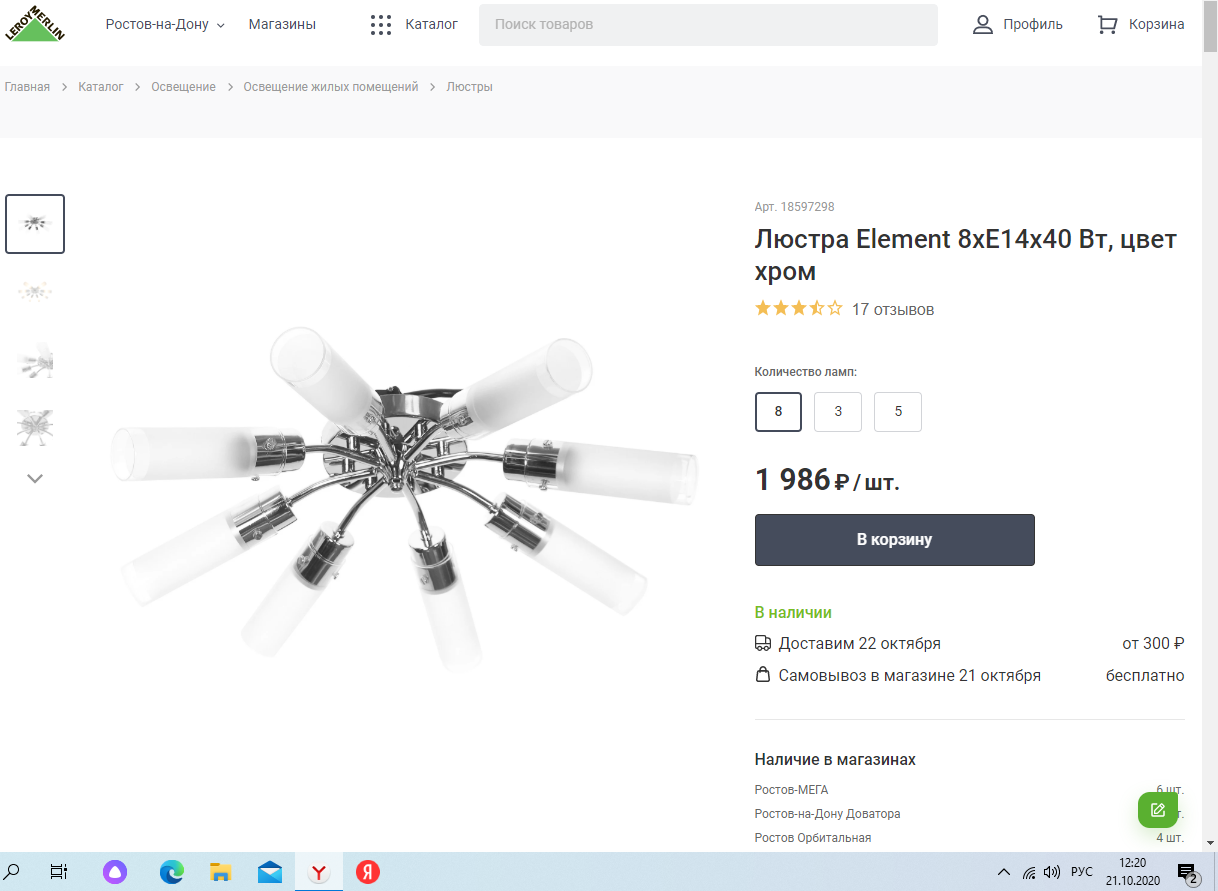 LEROY MERLIN
Ростов-на-Дону
Магазины
Каталог
Поиск товаров
Профиль
Корзина
Главная
Каталог
Освещение
Освещение жилых помещений
Люстры
Арт. 18597298
Люстра Element 8xE14x40 Вт, цвет
хром
17 отзывов
Количество ламп:
8 3 5
1 986 ₽ / шт.
В корзину
В наличии
Доставим 22 октября от 300 ₽
Самовывоз в магазине 21 октября бесплатно
Наличие в магазинах
Ростов-МЕГА 6 шт.
Ростов-на-Дону Доватора
Ростов Орбитальная 4 шт.
Y
Я
РУС
12:20
21.10.2020
2